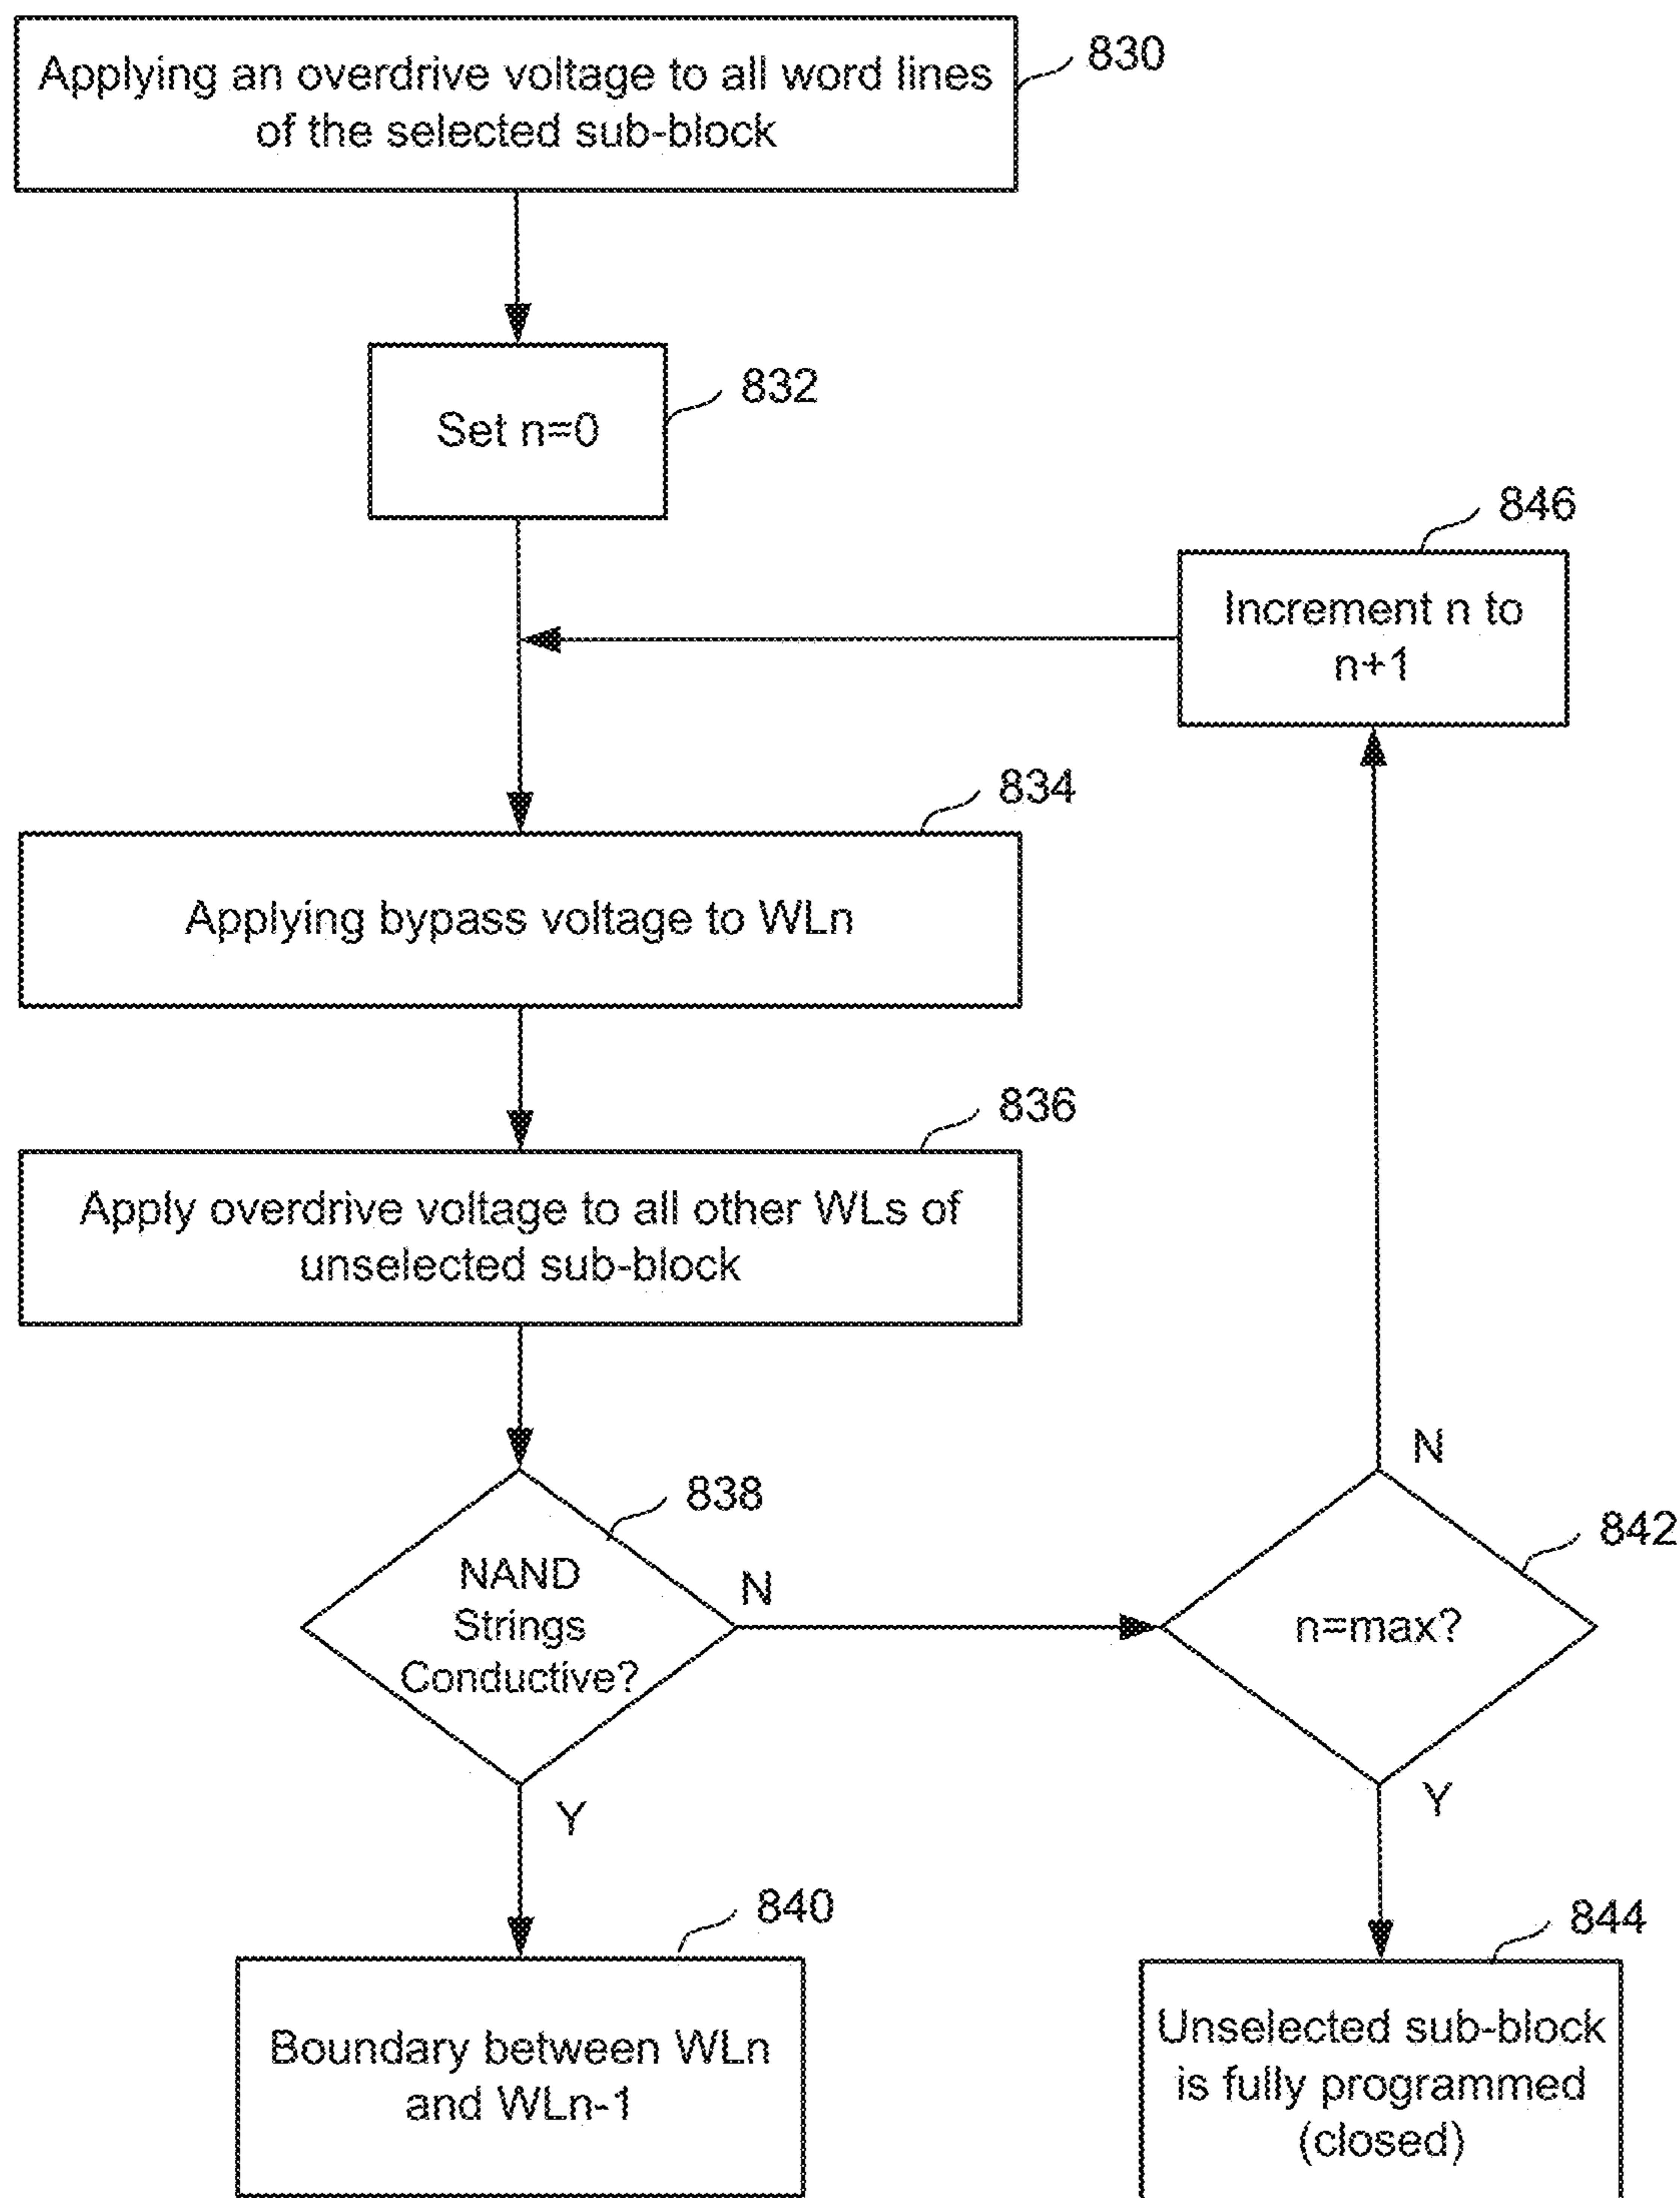 Applying an overdrive voltage to all word lines
of the selected sub-block
830
Set n=0
832
846
Increment n to
n+1
834
Applying bypass voltage to WLn
836
Apply overdrive voltage to all other WLs of
unselected sub-block
838
NAND
Strings
Conductive?
N
N
842
n=max?
Y
Y
840
Boundary between WLn
and WLn-1
844
Unselected sub-block
is fully programmed
(closed)